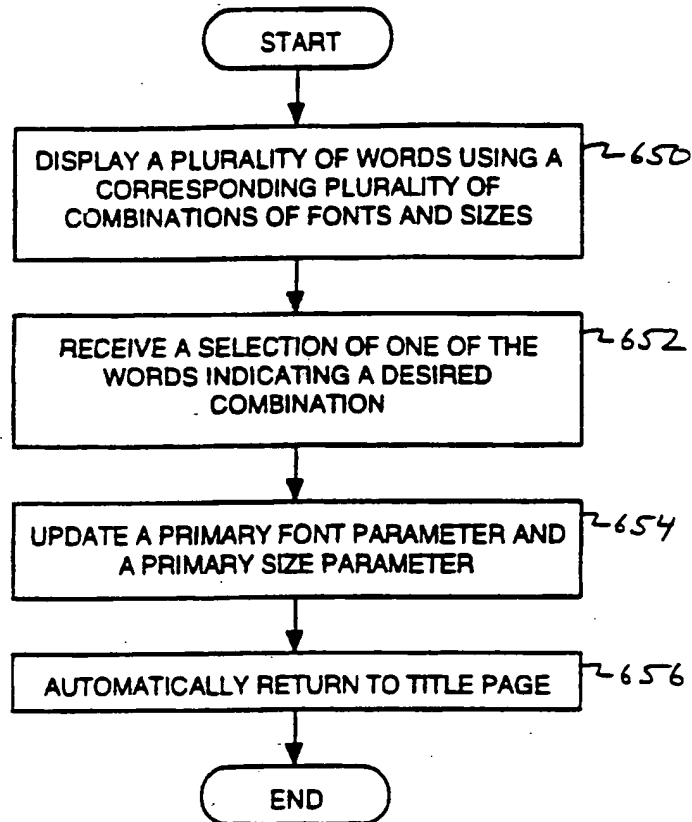 START
DISPLAY A PLURALITY OF WORDS USING A
CORRESPONDING PLURALITY OF
COMBINATIONS OF FONTS AND SIZES
650
RECEIVE A SELECTION OF ONE OF THE
WORDS INDICATING A DESIRED
COMBINATION
652
UPDATE A PRIMARY FONT PARAMETER AND
A PRIMARY SIZE PARAMETER
654
AUTOMATICALLY RETURN TO TITLE PAGE
656
END